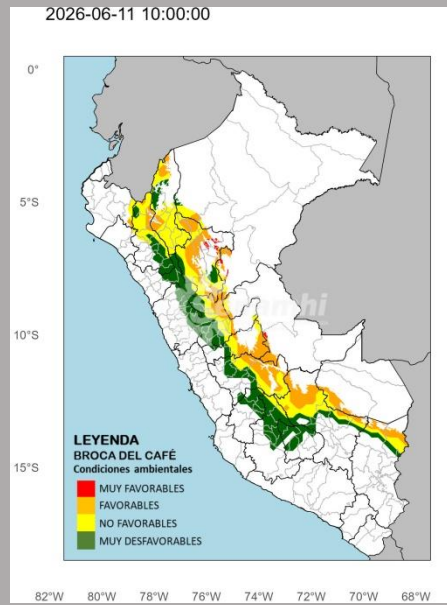 2026-06-11 10:00:00
0°
5°S
10°S
15°S
LEYENDA
BROCA DEL CAFÉ
Condiciones ambientales
MUY FAVORABLES
FAVORABLES
NO FAVORABLES
MUY DESFAVORABLES
82°W 80°W 78°W 76°W 74°W 72°W 70°W 68°W